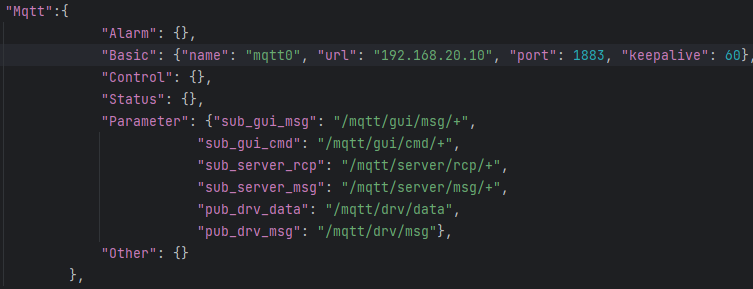 "Mqtt":{
"Alarm": {},
"Basic": {"name": "mqtt0", "url": "192.168.20.10", "port": 1883, "keepalive": 60},
"Control": {},
"Status": {},
"Parameter": {"sub_gui_msg": "/mqtt/gui/msg/+",
"sub_gui_cmd": "/mqtt/gui/cmd/+",
"sub_server_rcp": "/mqtt/server/rcp/+",
"sub_server_msg": "/mqtt/server/msg/+",
"pub_drv_data": "/mqtt/drv/data",
"pub_drv_msg": "/mqtt/drv/msg"},
"Other": {}
},